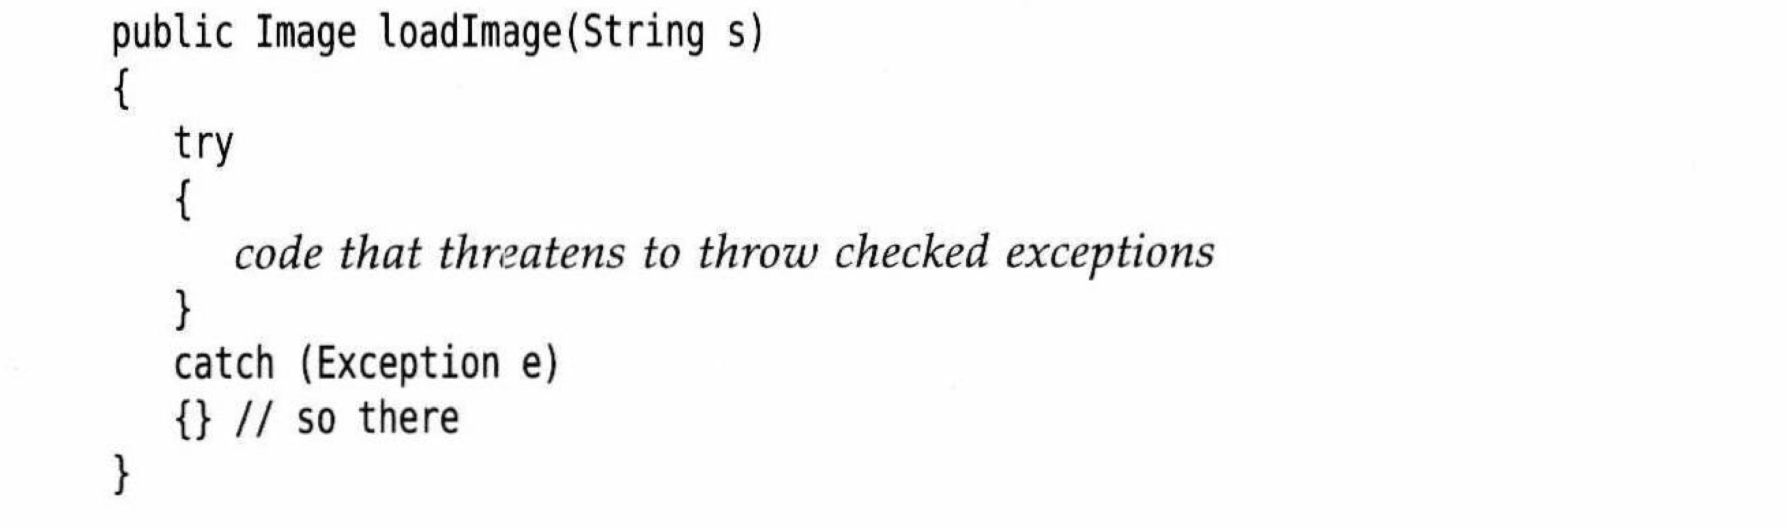 public Image loadImage(String s)
{
try
{
code that threatens to throw checked exceptions
}
catch (Exception e)
{} // so there
}